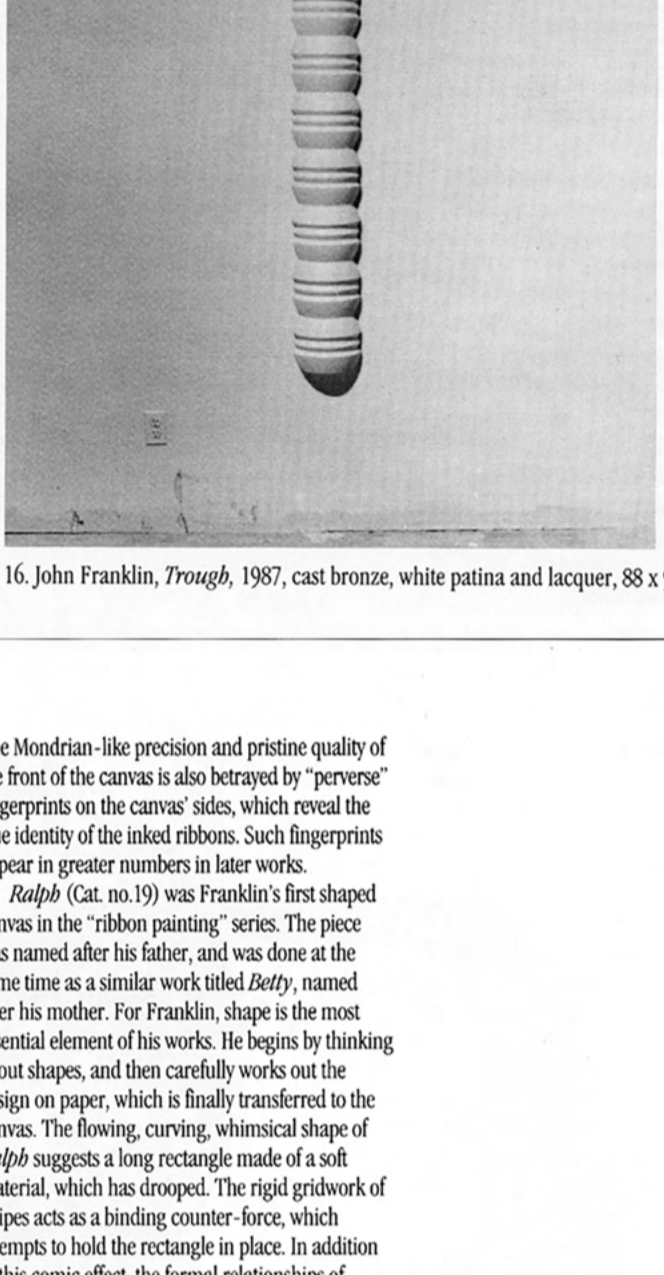 16. John Franklin, Trough, 1987, cast bronze, white patina and lacquer, 88 x
e Mondrian-like precision and pristine quality of
front of the canvas is also betrayed by “perverse”
gerprints on the canvas’ sides, which reveal the
e identity of the inked ribbons. Such fingerprints
pear in greater numbers in later works.
Ralph (Cat. no.19) was Franklin’s first shaped
nvas in the “ribbon painting” series. The piece
s named after his father, and was done at the
me time as a similar work titled Betty, named
er his mother. For Franklin, shape is the most
sential element of his works. He begins by thinking
out shapes, and then carefully works out the
sign on paper, which is finally transferred to the
nvas. The flowing, curving, whimsical shape of
lph suggests a long rectangle made of a soft
aterial, which has drooped. The rigid gridwork of
ipes acts as a binding counter-force, which
empts to hold the rectangle in place. In addition
this comic effect, the formal relationships of